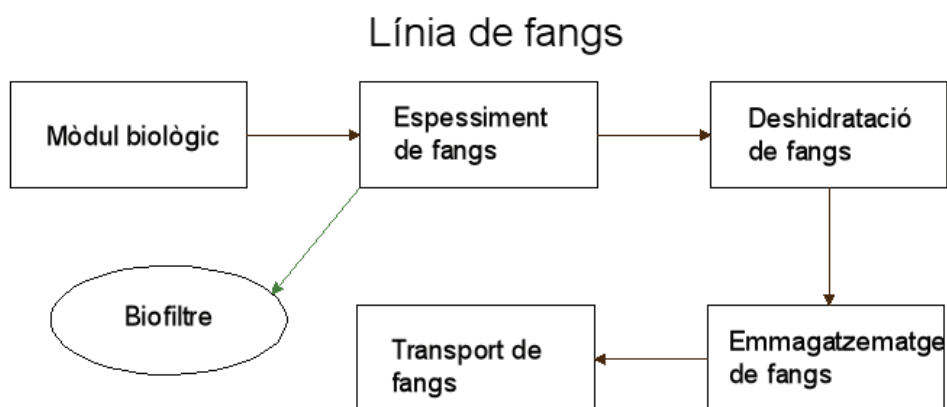 Línia de fangs
Mòdul biològic
Espessiment
de fangs
Deshidratació
de fangs
Biofiltre
Transport de
fangs
Emmagatzematge
de fangs